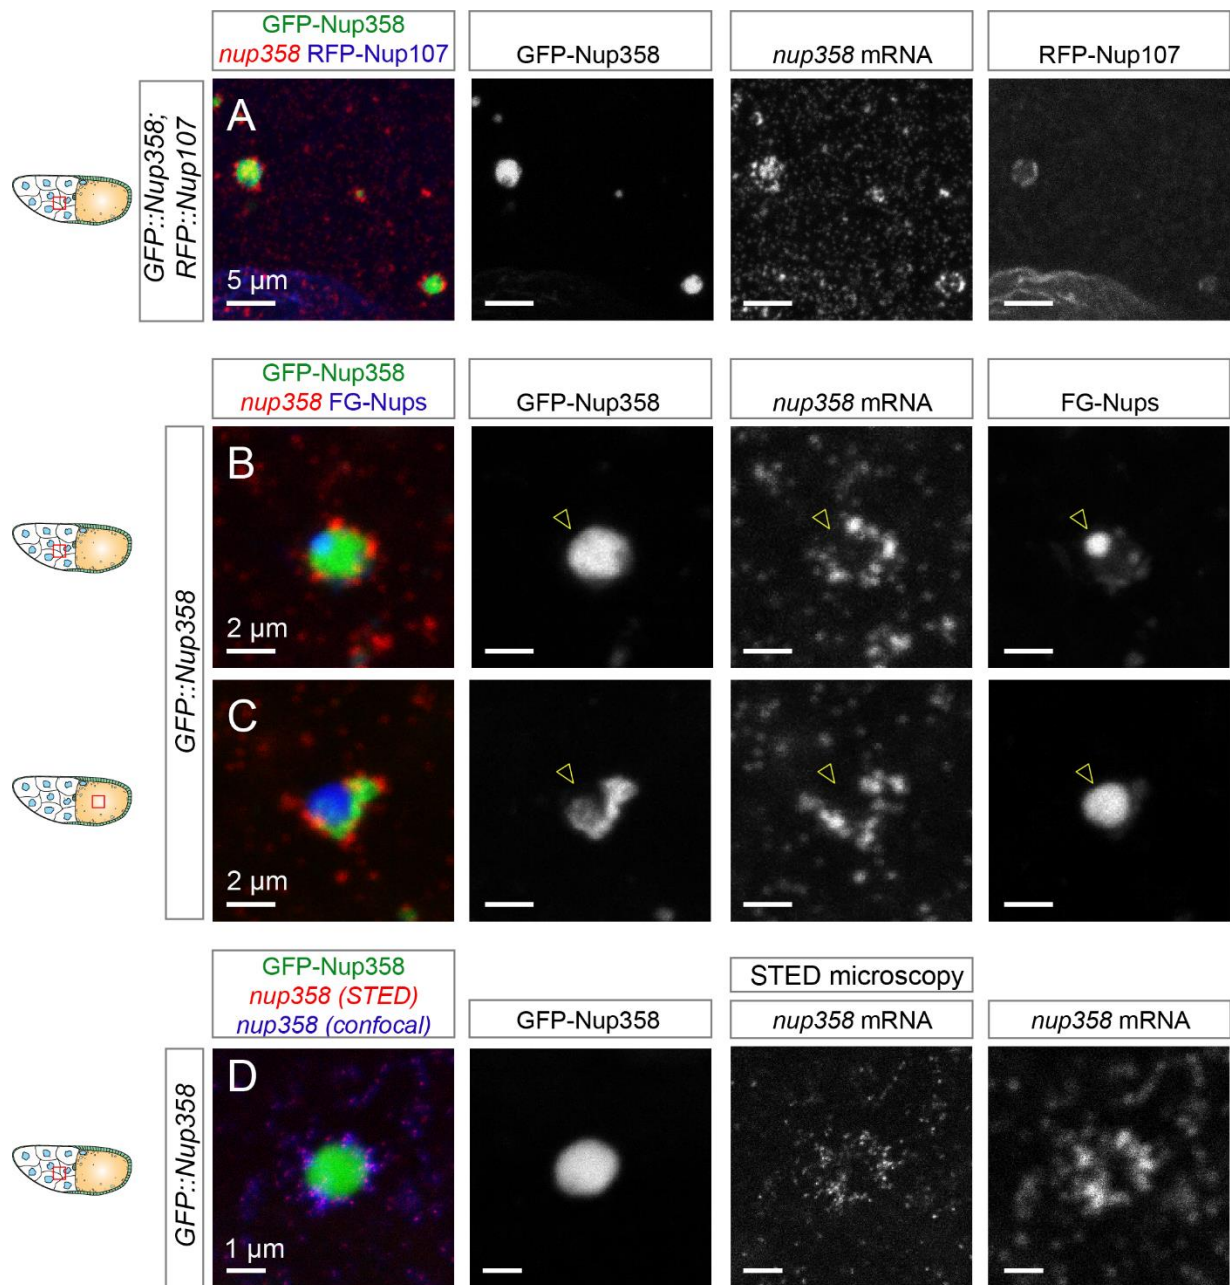 GFP-Nup358
nup358 RFP-Nup107
GFP-Nup358
nup358 mRNA
RFP-Nup107
GFP::Nup358;
RFP::Nup107
A
5 µm
GFP-Nup358
nup358 FG-Nups
GFP-Nup358
nup358 mRNA
FG-Nups
GFP::Nup358
B
2 µm
C
2 µm
GFP-Nup358
nup358 (STED)
nup358 (confocal)
GFP-Nup358
STED microscopy
nup358 mRNA
nup358 mRNA
GFP::Nup358
D
1 µm